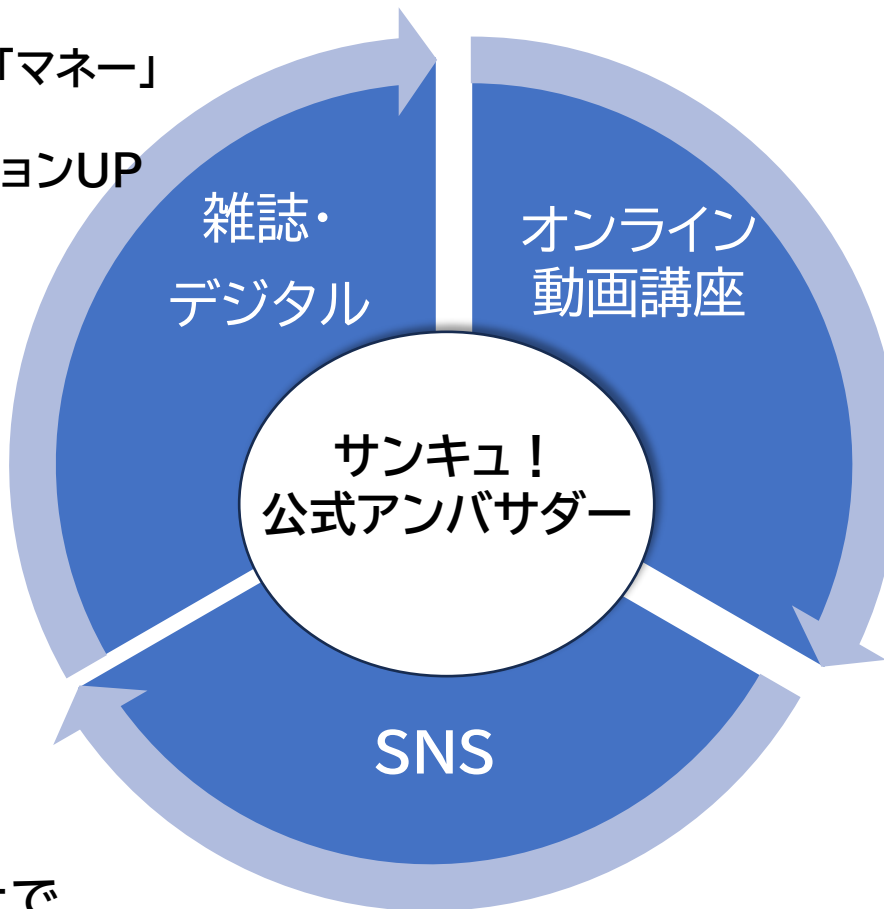 「マネー」
ョンUP
雑誌・
デジタル
オンライン
動画講座
サンキュ！
公式アンバサダー
SNS
で